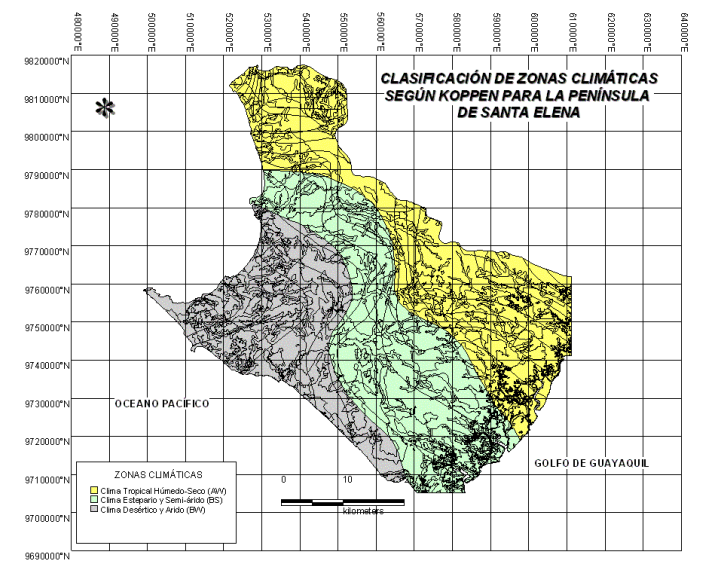 480000°E
490000°E
500000°E
510000°E
520000°E
530000°E
540000°E
550000°E
560000°E
570000°E
580000°E
590000°E
600000°E
610000°E
620000°E
630000°E
640000°E
9820000°N
9810000°N
9800000°N
9790000°N
9780000°N
9770000°N
9760000°N
9750000°N
9740000°N
9730000°N
9720000°N
9710000°N
9700000°N
9690000°N
CLASIFICACIÓN DE ZONAS CLIMÁTICAS
SEGÚN KOPPEN PARA LA PENÍNSULA
DE SANTA ELENA
OCEANO PACIFICO
GOLFO DE GUAYAQUIL
ZONAS CLIMÁTICAS
Clima Tropical Húmedo-Seco (AW)
Clima Estepario y Semi-árido (BS)
Clima Desértico y Arido (BW)
0 10
kilometers